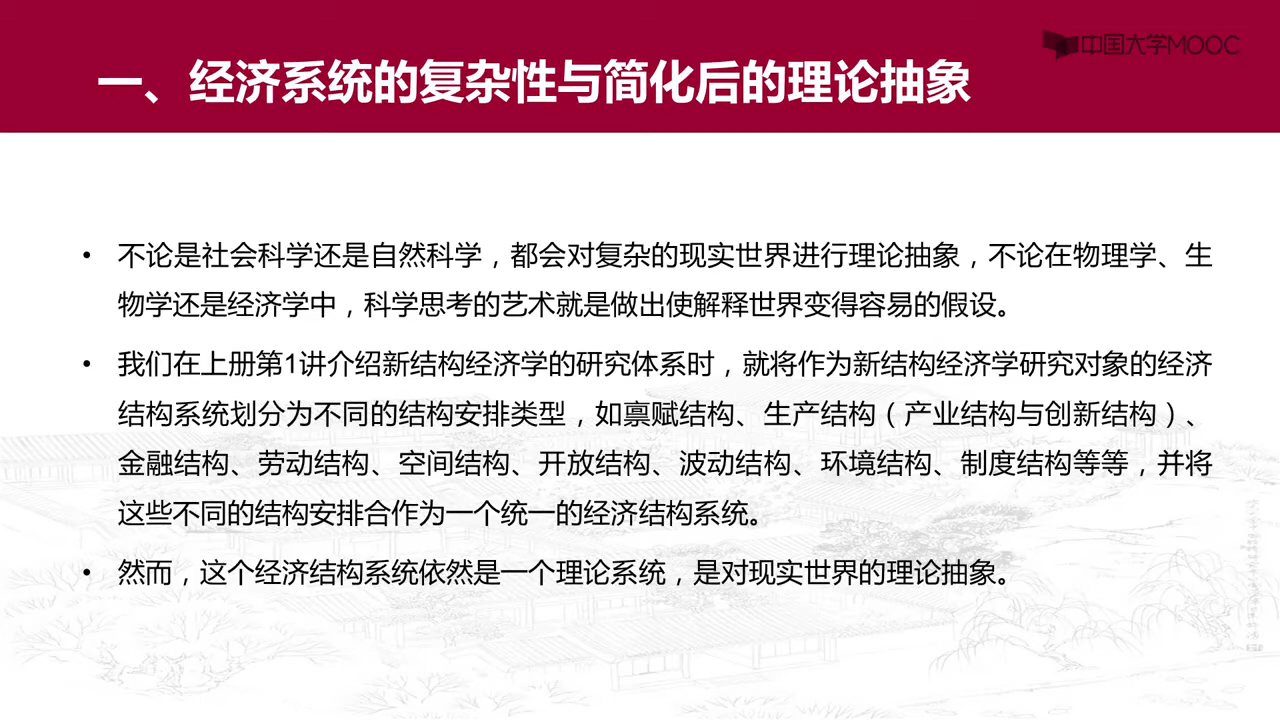 中国大学MOOC
一、经济系统的复杂性与简化后的理论抽象
• 不论是社会科学还是自然科学，都会对复杂的现实世界进行理论抽象，不论在物理学、生
物学还是经济学中，科学思考的艺术就是做出使解释世界变得容易的假设。
• 我们在上册第1讲介绍新结构经济学的研究体系时，就将作为新结构经济学研究对象的经济
结构系统划分为不同的结构安排类型，如禀赋结构、生产结构（产业结构与创新结构）、
金融结构、劳动结构、空间结构、开放结构、波动结构、环境结构、制度结构等等，并将
这些不同的结构安排合作为一个统一的经济结构系统。
• 然而，这个经济结构系统依然是一个理论系统，是对现实世界的理论抽象。